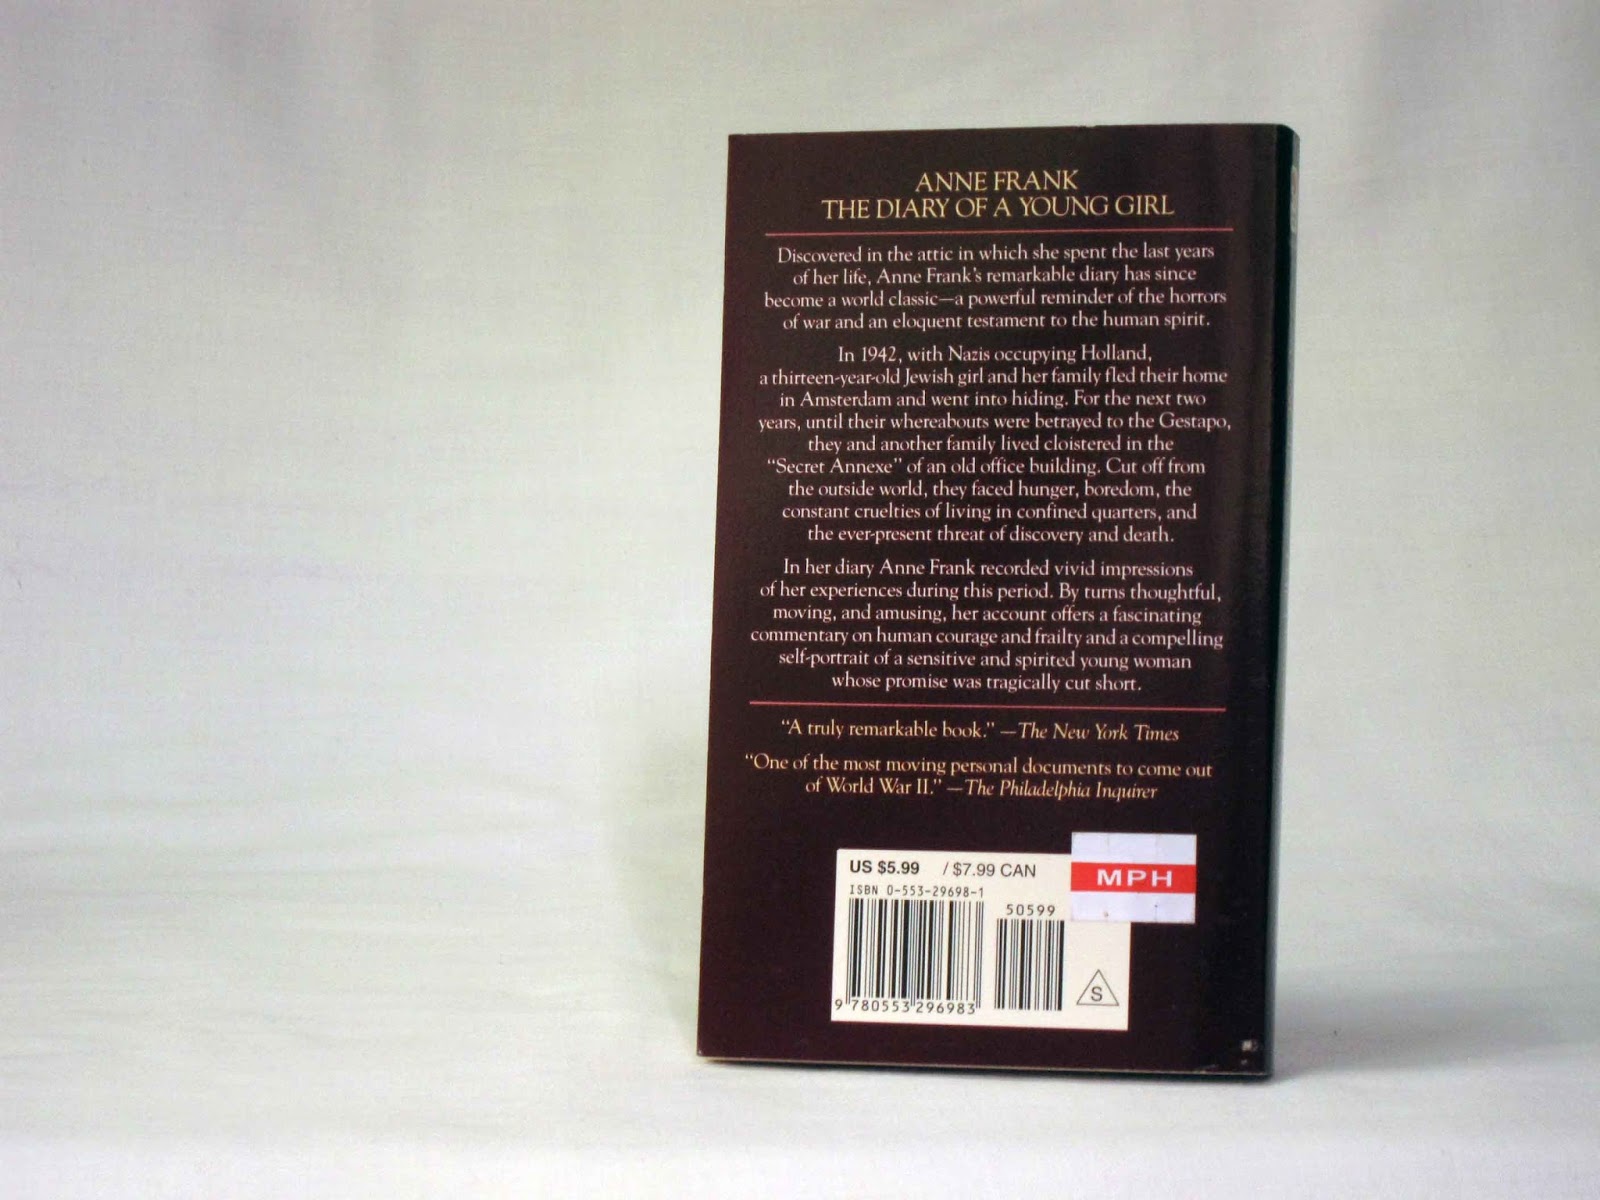 ANNE FRANK
THE DIARY OF A YOUNG GIRL
Discovered in the attic in which she spent the last years
of her life, Anne Frank's remarkable diary has since
become a world classic—a powerful reminder of the horrors
of war and an eloquent testament to the human spirit.
In 1942, with Nazis occupying Holland,
a thirteen-year-old Jewish girl and her family fled their home
in Amsterdam and went into hiding. For the next two
years, until their whereabouts were betrayed to the Gestapo,
they and another family lived cloistered in the
“Secret Annexe” of an old office building. Cut off from
the outside world, they faced hunger, boredom, the
constant cruelties of living in confined quarters, and
the ever-present threat of discovery and death.
In her diary Anne Frank recorded vivid impressions
of her experiences during this period. By turns thoughtful,
moving, and amusing, her account offers a fascinating
commentary on human courage and frailty and a compelling
self-portrait of a sensitive and spirited young woman
whose promise was tragically cut short.
“A truly remarkable book.” —The New York Times
“One of the most moving personal documents to come out
of World War II.” —The Philadelphia Inquirer
US $5.99 / $7.99 CAN
MPH
ISBN 0-553-29698-1
50599
9 780553 296983
S